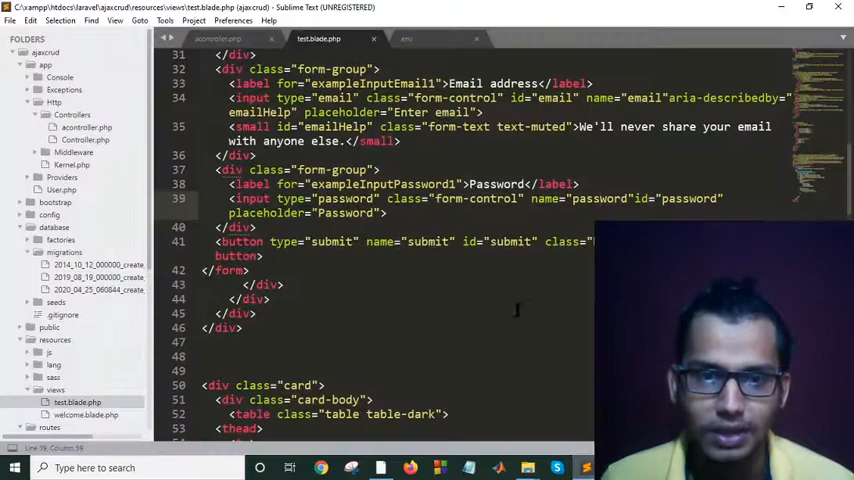 C:\xampp\htdocs\laravel\ajaxcrud\resources\views\test.blade.php (ajaxcrud) - Sublime Text (UNREGISTERED)
File Edit Selection Find View Goto Tools Project Preferences Help
FOLDERS
acontroller.php test.blade.php .env
ajaxcrud
app
Console
Exceptions
Http
Controllers
acontroller.php
Controller.php
Middleware
Kernel.php
Providers
User.php
bootstrap
config
database
factories
migrations
2014_10_12_000000_create_
2019_08_19_000000_create_
2020_04_25_060844_create_
seeds
.gitignore
public
resources
js
lang
sass
views
test.blade.php
welcome.blade.php
routes
31 </div>
32 <div class="form-group">
33 <label for="exampleInputEmail1">Email address</label>
34 <input type="email" class="form-control" id="email" name="email"aria-describedby="
emailHelp" placeholder="Enter email">
35 <small id="emailHelp" class="form-text text-muted">We'll never share your email
with anyone else.</small>
36 </div>
37 <div class="form-group">
38 <label for="exampleInputPassword1">Password</label>
39 <input type="password" class="form-control" name="password"id="password"
placeholder="Password">
40 </div>
41 <button type="submit" name="submit" id="submit" class="
button>
42 </form>
43 </div>
44 </div>
45 </div>
46 </div>
47
48
49
50 <div class="card">
51 <div class="card-body">
52 <table class="table table-dark">
53 <thead>
Line 39, Column 59
Type here to search